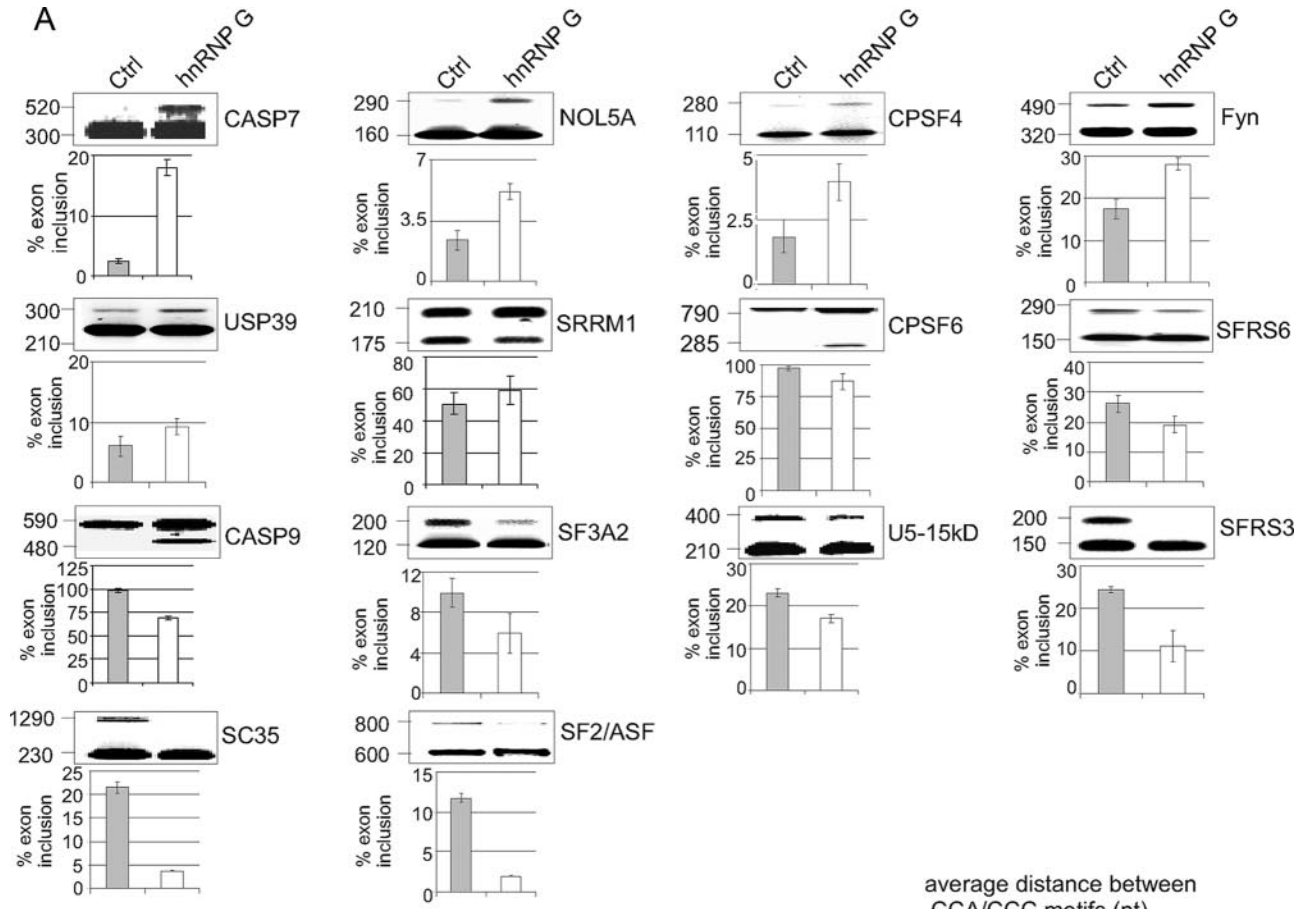 A
Ctrl hnRNP G Ctrl hnRNP G Ctrl hnRNP G Ctrl hnRNP G
520 300 CASP7
% exon inclusion
20
10
0
290 160 NOL5A
% exon inclusion
7
3.5
0
280 110 CPSF4
% exon inclusion
5
2.5
0
490 320 Fyn
% exon inclusion
30
20
10
0
300 210 USP39
% exon inclusion
20
10
0
210 175 SRRM1
% exon inclusion
80
60
40
20
0
790 285 CPSF6
% exon inclusion
100
75
50
25
0
290 150 SFRS6
% exon inclusion
40
30
20
10
0
590 480 CASP9
% exon inclusion
125
100
75
50
25
0
200 120 SF3A2
% exon inclusion
12
8
4
0
400 210 U5-15kD
% exon inclusion
30
20
10
0
200 150 SFRS3
% exon inclusion
30
20
10
0
1290 230 SC35
% exon inclusion
25
20
15
10
5
0
800 600 SF2/ASF
% exon inclusion
15
10
5
0
average distance between
motifs (nt)